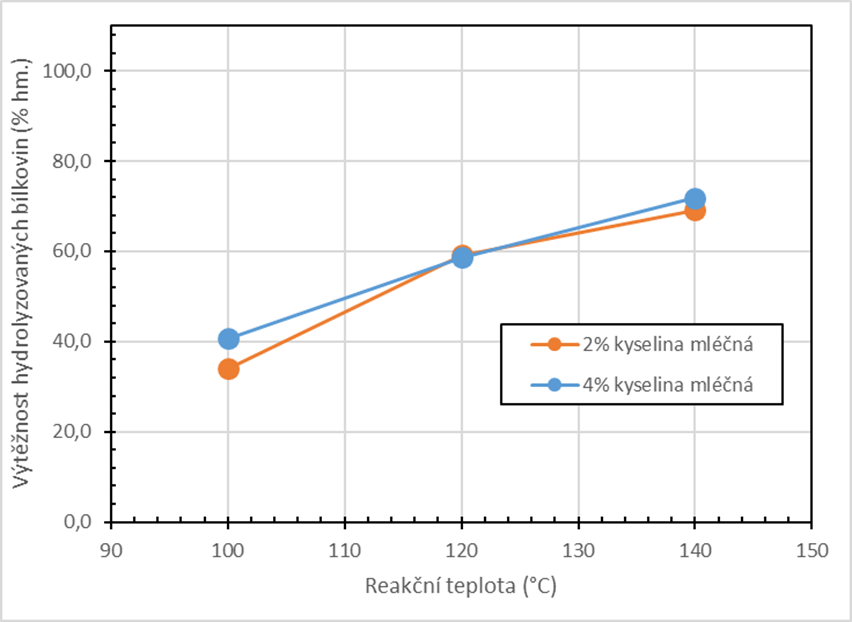 Výtěžnost hydrolyzovaných bílkovin (% hm.)
100,0
80,0
60,0
40,0
20,0
0,0
2% kyselina mléčná
4% kyselina mléčná
90 100 110 120 130 140 150
Reakční teplota (°C)